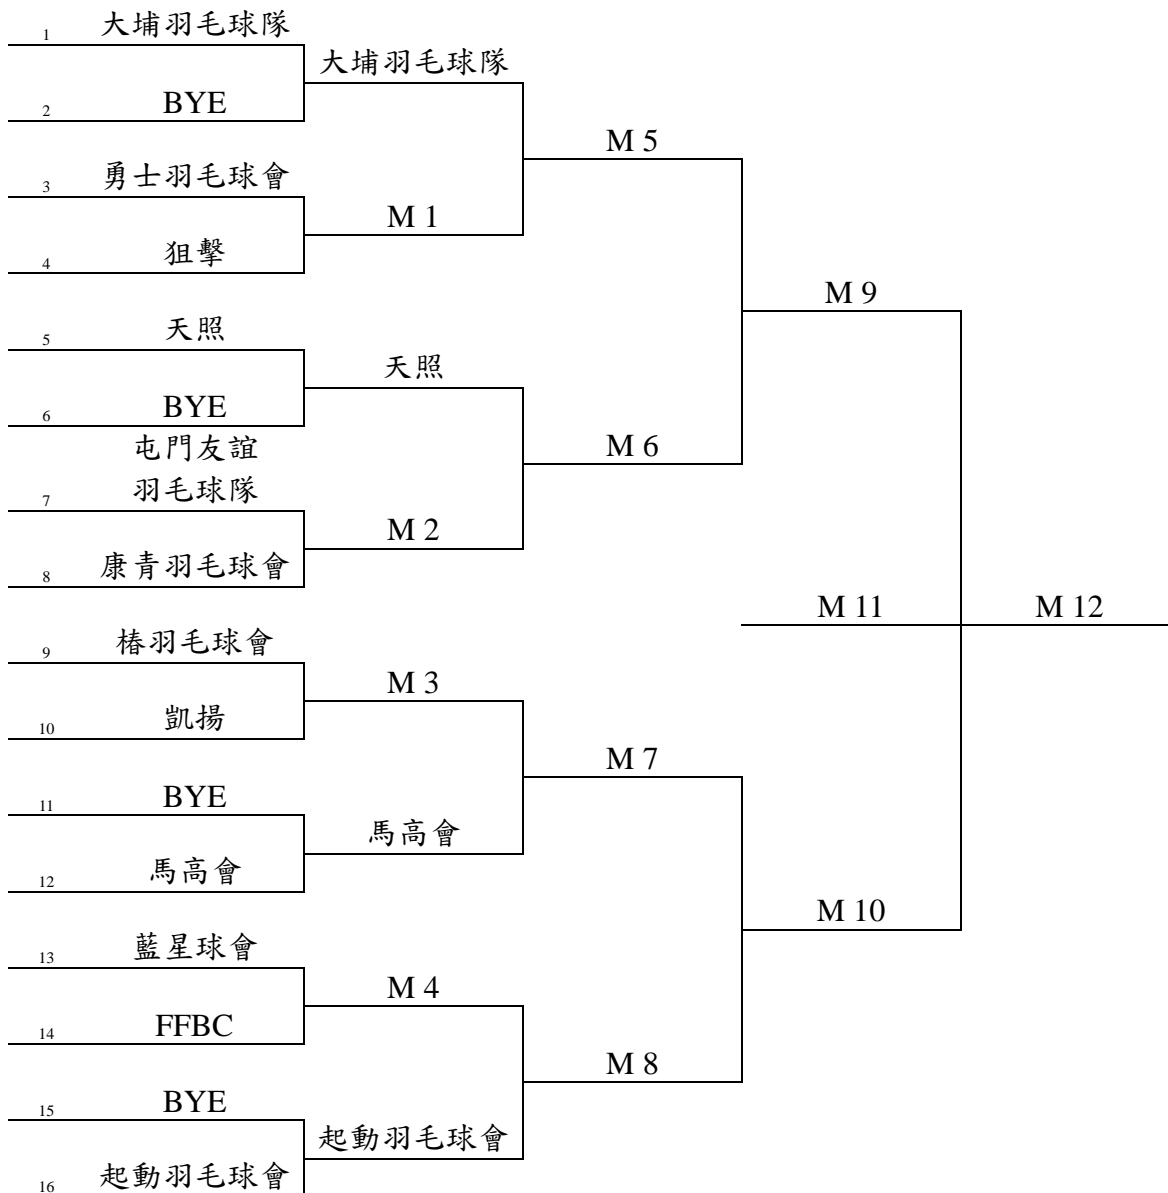 1 大埔羽毛球隊
大埔羽毛球隊
2 BYE
M 5
3 勇士羽毛球會
M 1
4 狙擊
M 9
5 天照
天照
6 BYE
屯門友誼
M 6
7 羽毛球隊
M 2
8 康青羽毛球會
M 11
M 12
9 椿羽毛球會
M 3
10 凱揚
M 7
11 BYE
馬高會
12 馬高會
M 10
13 藍星球會
M 4
14 FFBC
M 8
15 BYE
起動羽毛球會
16 起動羽毛球會